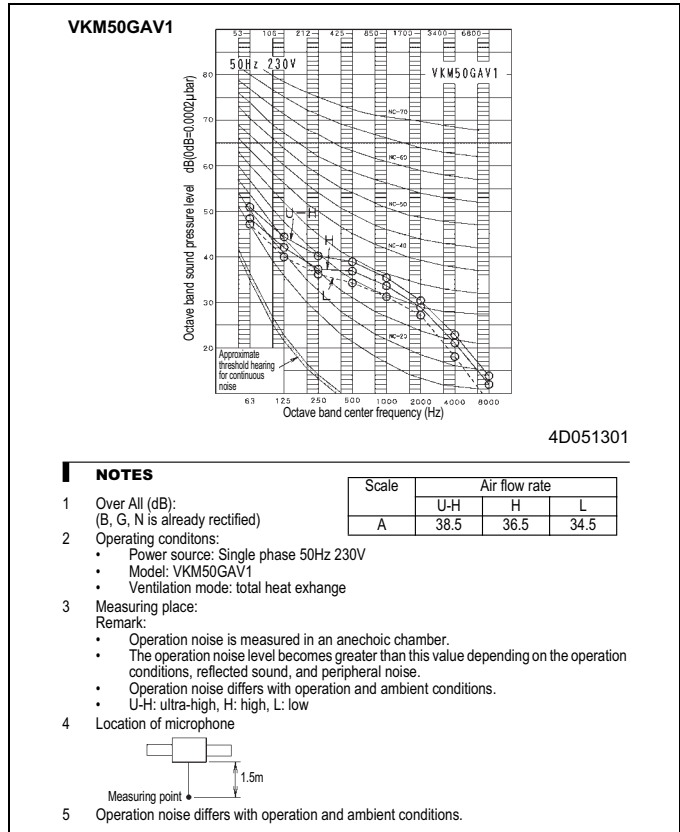 VKM50GAV1
53 106 212 425 850 1700 3400 6800
50Hz 230V
VKM50GAV1
Octave band sound pressure level dB(0dB=0.0002μbar)
80
70
60
50
40
30
20
NC-70
NC-60
NC-50
NC-40
NC-20
U-H
H
L
Approximate
threshold hearing
for continuous
noise
63 125 250 500 1000 2000 4000 8000
Octave band center frequency (Hz)
4D051301
NOTES
1 Over All (dB):
(B, G, N is already rectified)
Scale Air flow rate
U-H H L
A 38.5 36.5 34.5
2 Operating conditons:
• Power source: Single phase 50Hz 230V
• Model: VKM50GAV1
• Ventilation mode: total heat exhange
3 Measuring place:
Remark:
• Operation noise is measured in an anechoic chamber.
• The operation noise level becomes greater than this value depending on the operation
conditions, reflected sound, and peripheral noise.
• Operation noise differs with operation and ambient conditions.
• U-H: ultra-high, H: high, L: low
4 Location of microphone
1.5m
Measuring point
5 Operation noise differs with operation and ambient conditions.